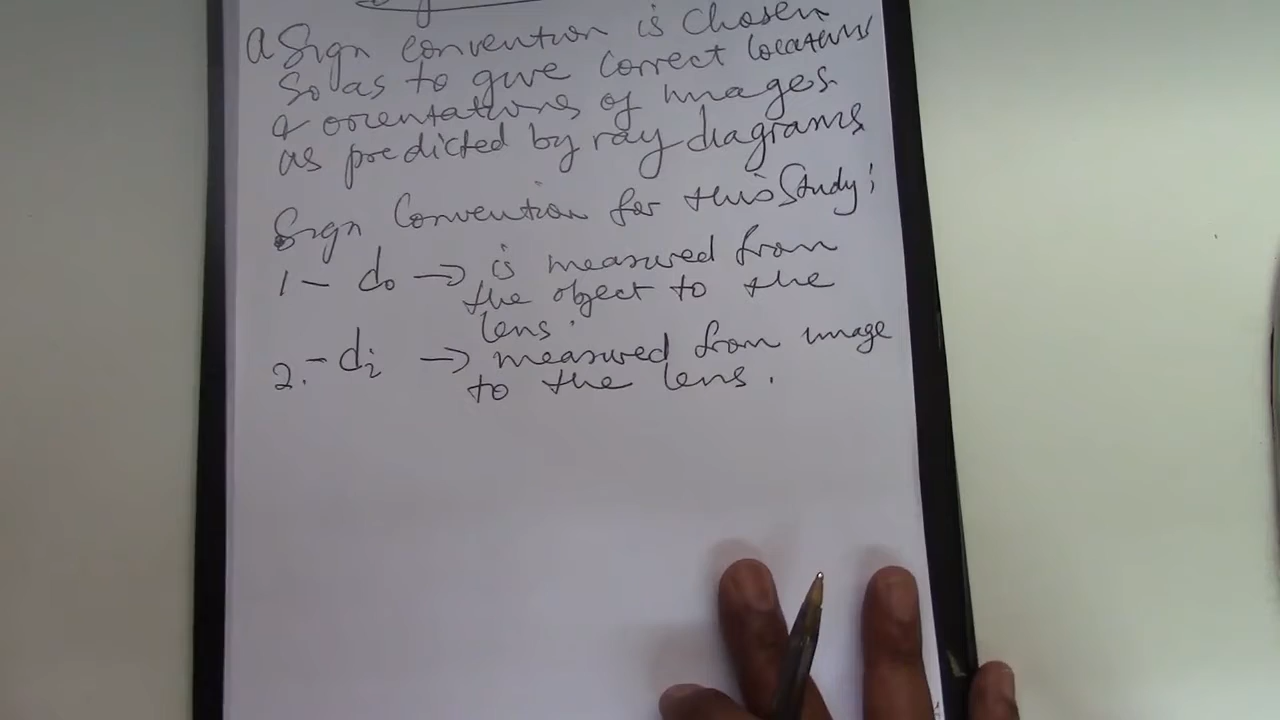 a Sign convention is chosen
so as to give correct locations
& orientations of images
as predicted by ray diagrams
Sign Convention for this Study;
1 - do → is measured from
the object to the
lens.
2. - di → measured from image
to the lens.